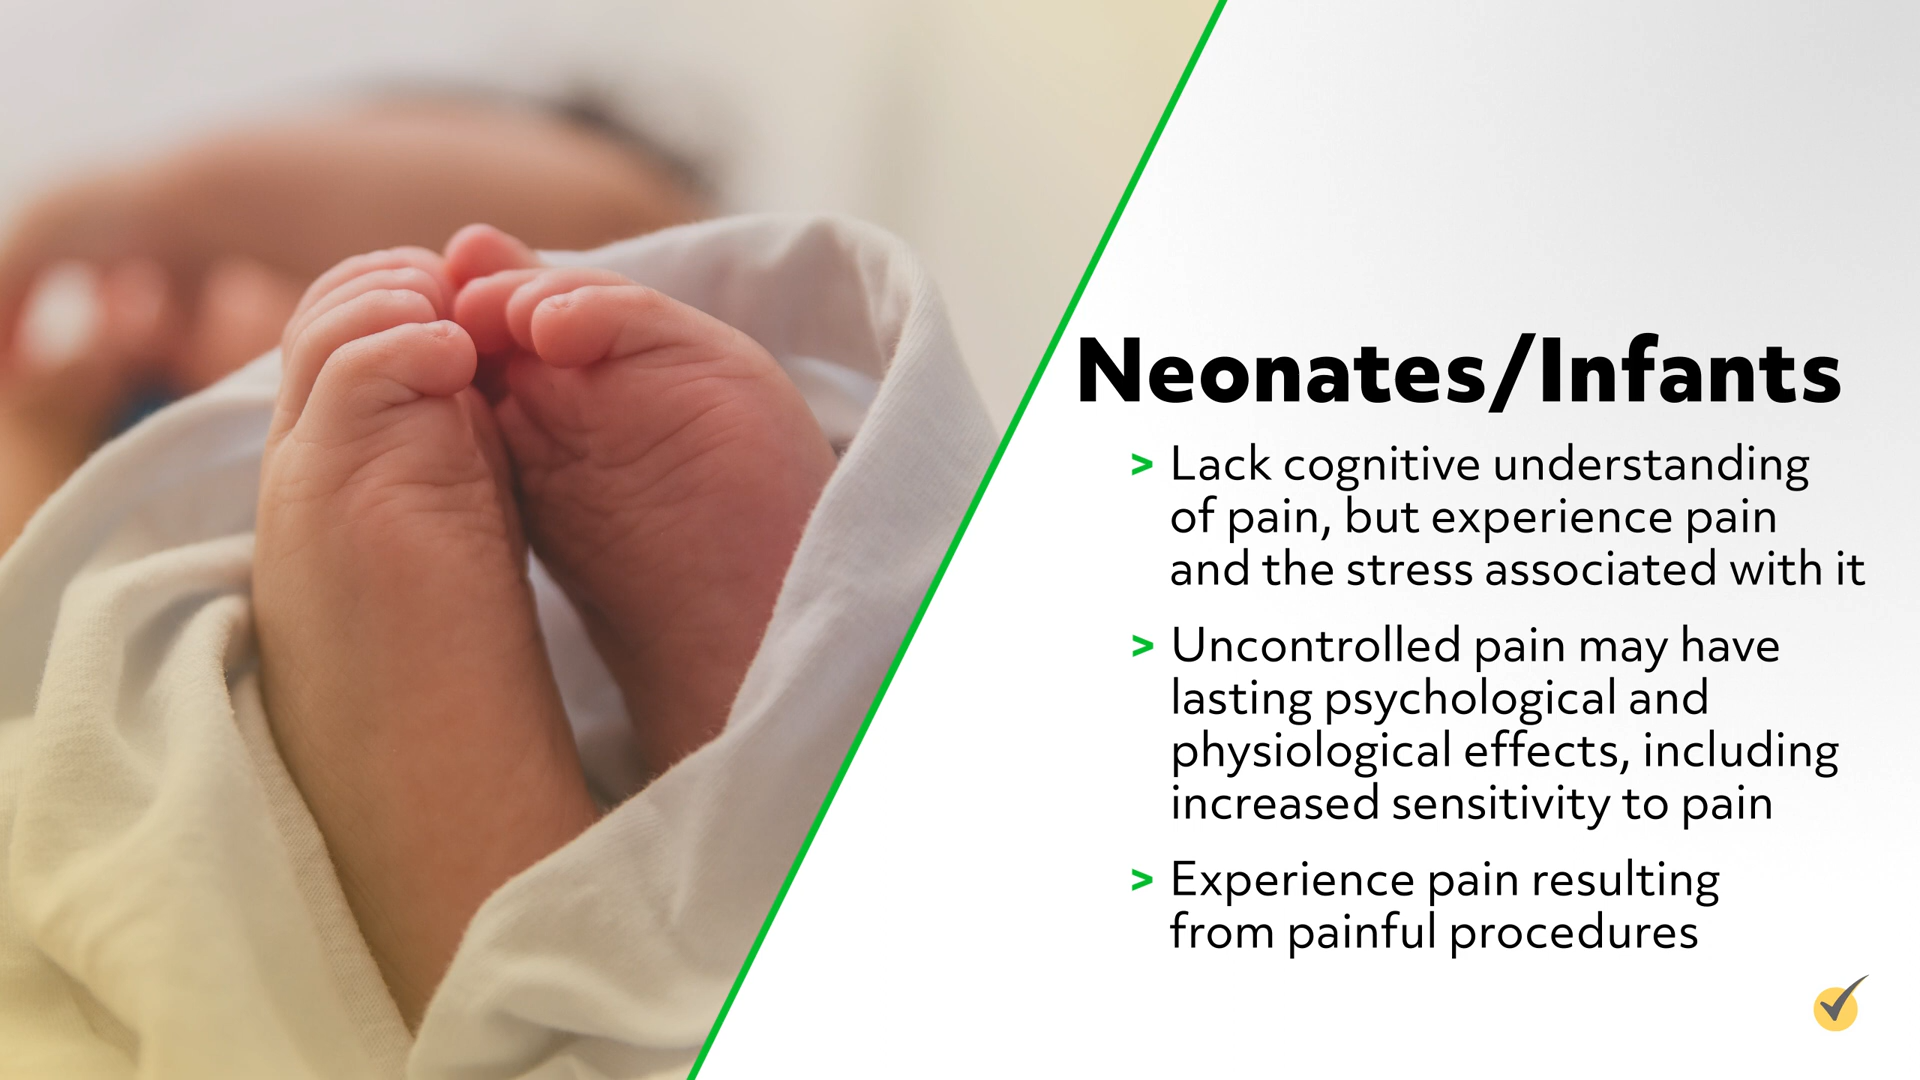 Neonates/Infants
> Lack cognitive understanding
of pain, but experience pain
and the stress associated with it
> Uncontrolled pain may have
lasting psychological and
physiological effects, including
increased sensitivity to pain
> Experience pain resulting
from painful procedures